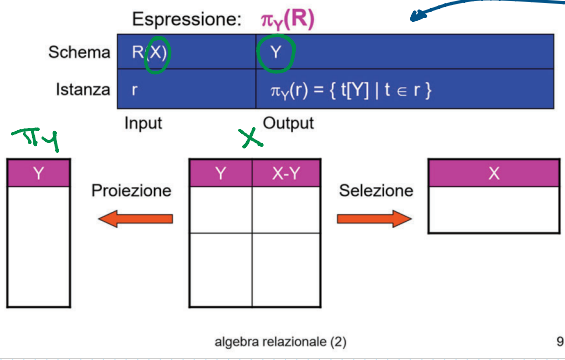 Espressione: πY(R)
Schema R(X) Y
Istanza r πY(r) = { t[Y] | t ∈ r }
Input Output
πY X
Y Proiezione Y X-Y Selezione X
algebra relazionale (2) 9